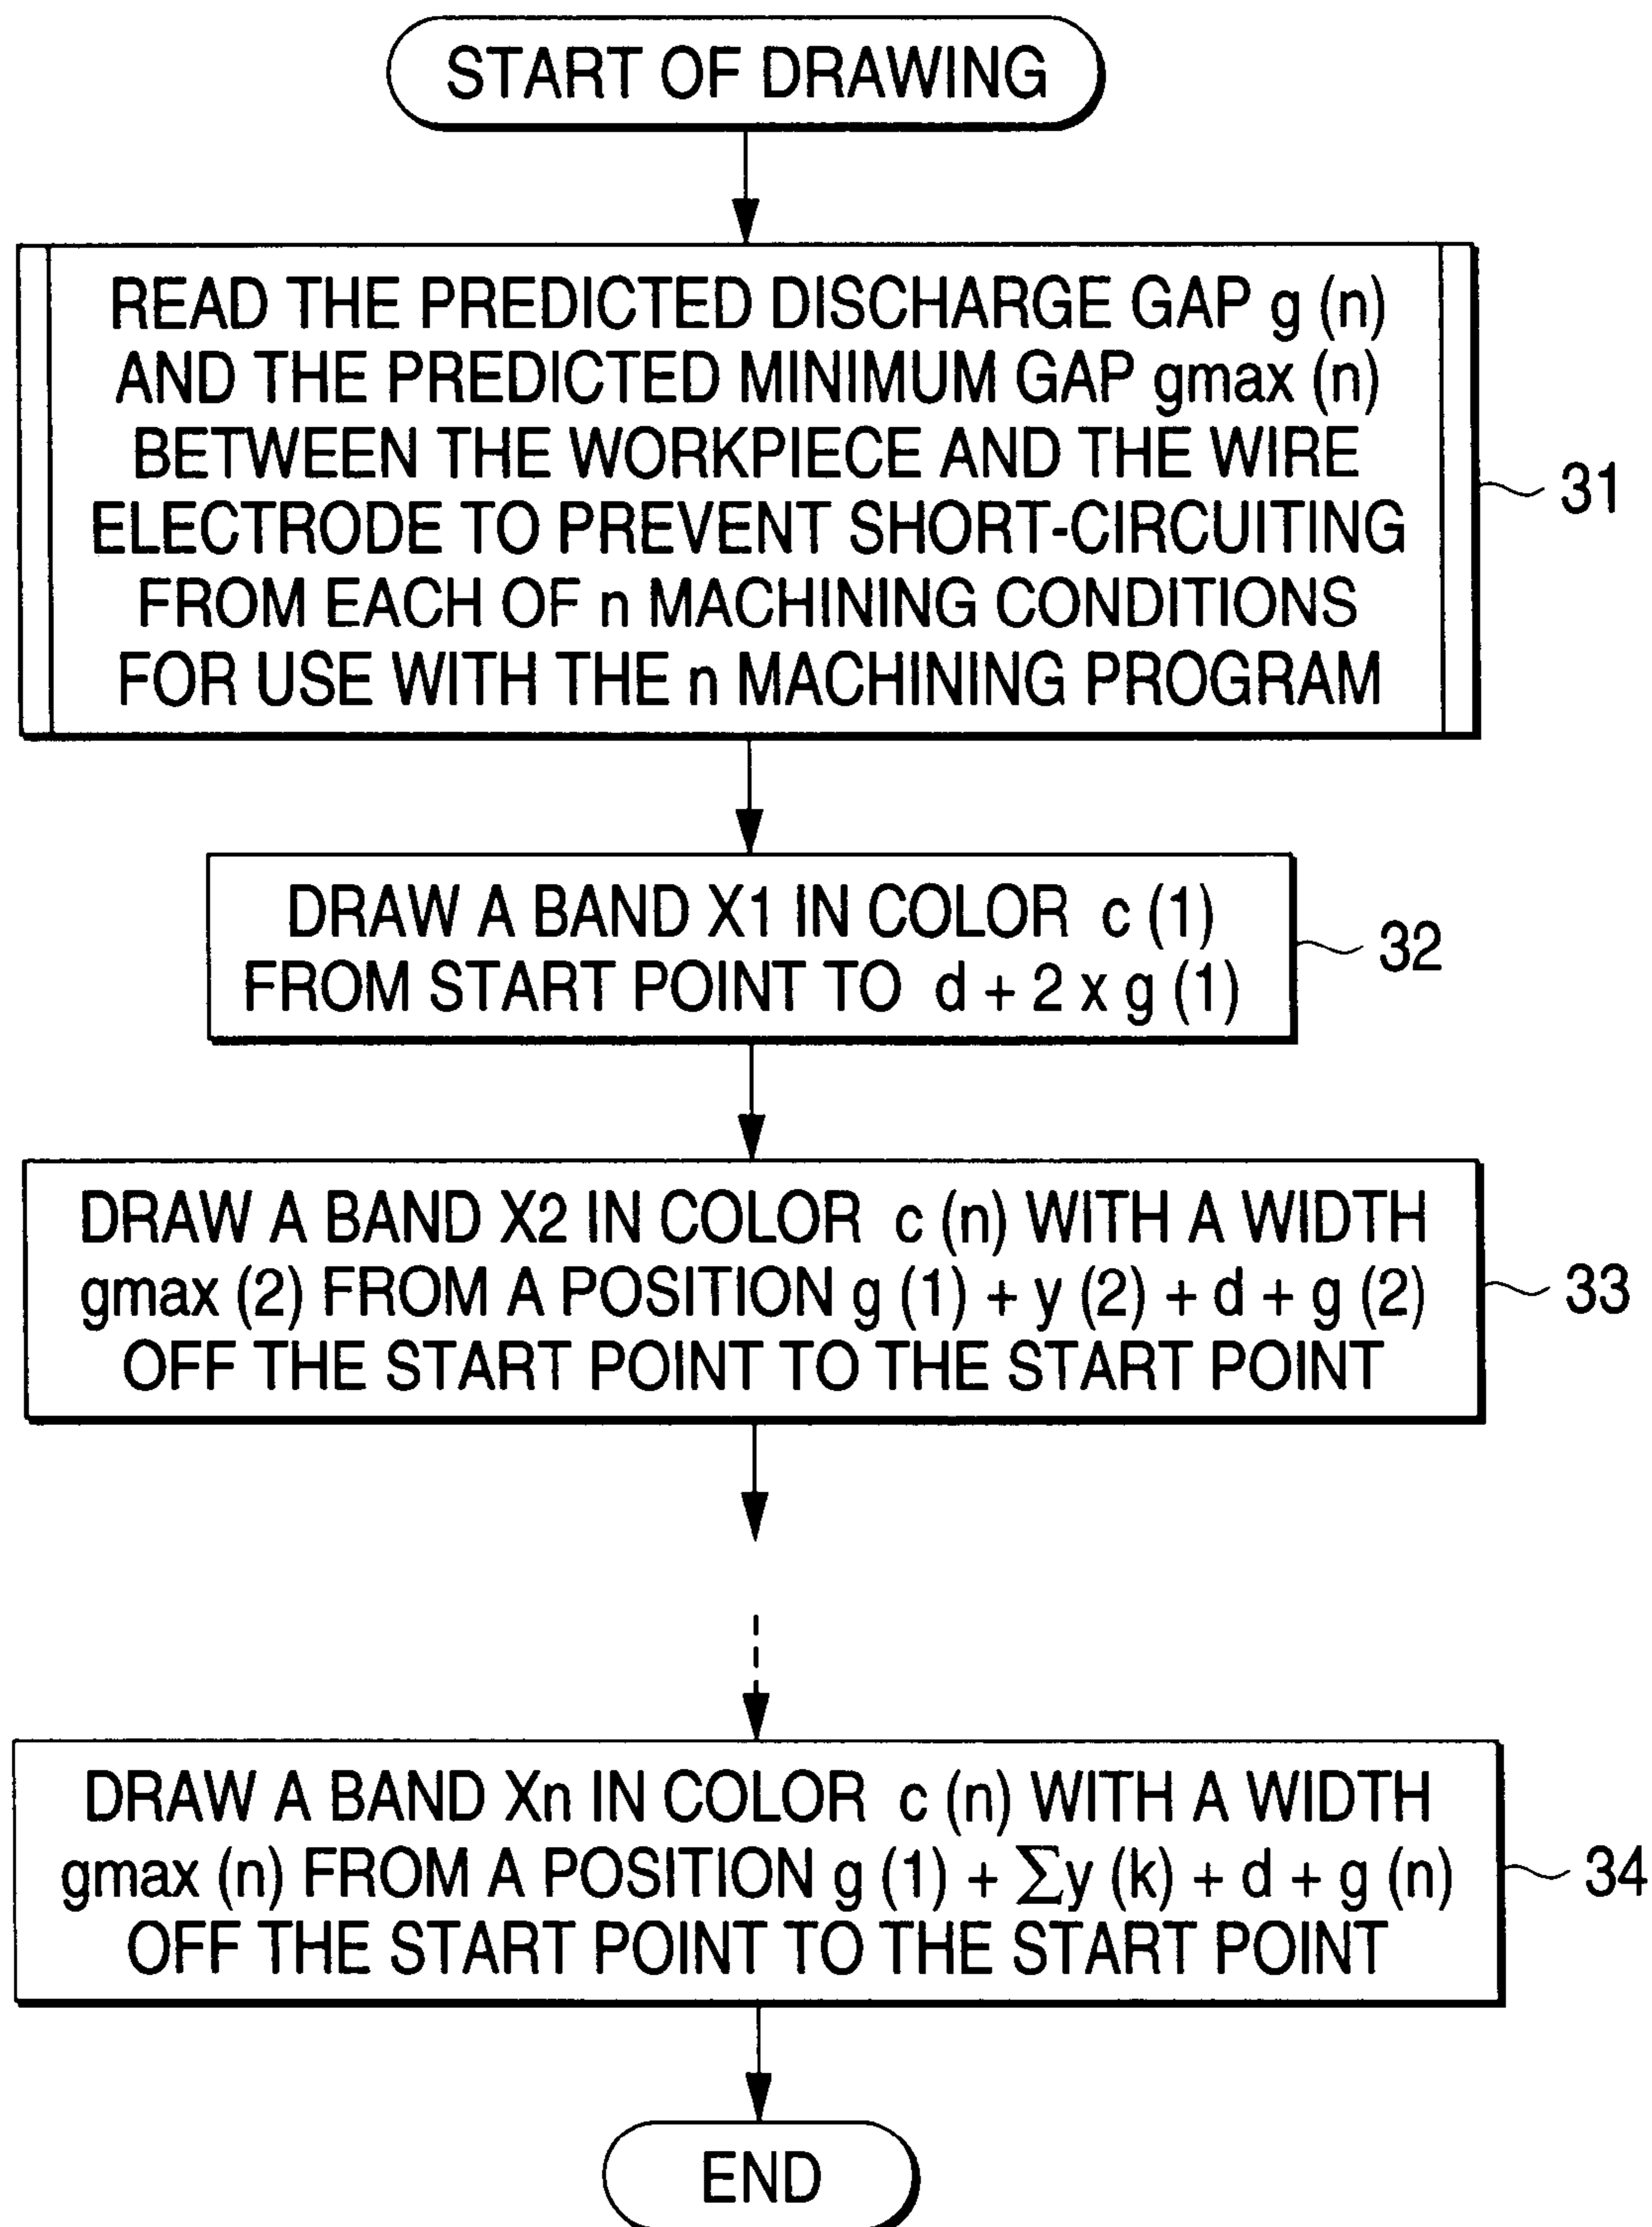 START OF DRAWING
READ THE PREDICTED DISCHARGE GAP g (n)
AND THE PREDICTED MINIMUM GAP gmax (n)
BETWEEN THE WORKPIECE AND THE WIRE
ELECTRODE TO PREVENT SHORT-CIRCUITING
FROM EACH OF n MACHINING CONDITIONS
FOR USE WITH THE n MACHINING PROGRAM
31
DRAW A BAND X1 IN COLOR c (1)
FROM START POINT TO d + 2 x g (1)
32
DRAW A BAND X2 IN COLOR c (n) WITH A WIDTH
gmax (2) FROM A POSITION g (1) + y (2) + d + g (2)
OFF THE START POINT TO THE START POINT
33
DRAW A BAND Xn IN COLOR c (n) WITH A WIDTH
gmax (n) FROM A POSITION g (1) + Σy (k) + d + g (n)
OFF THE START POINT TO THE START POINT
34
END